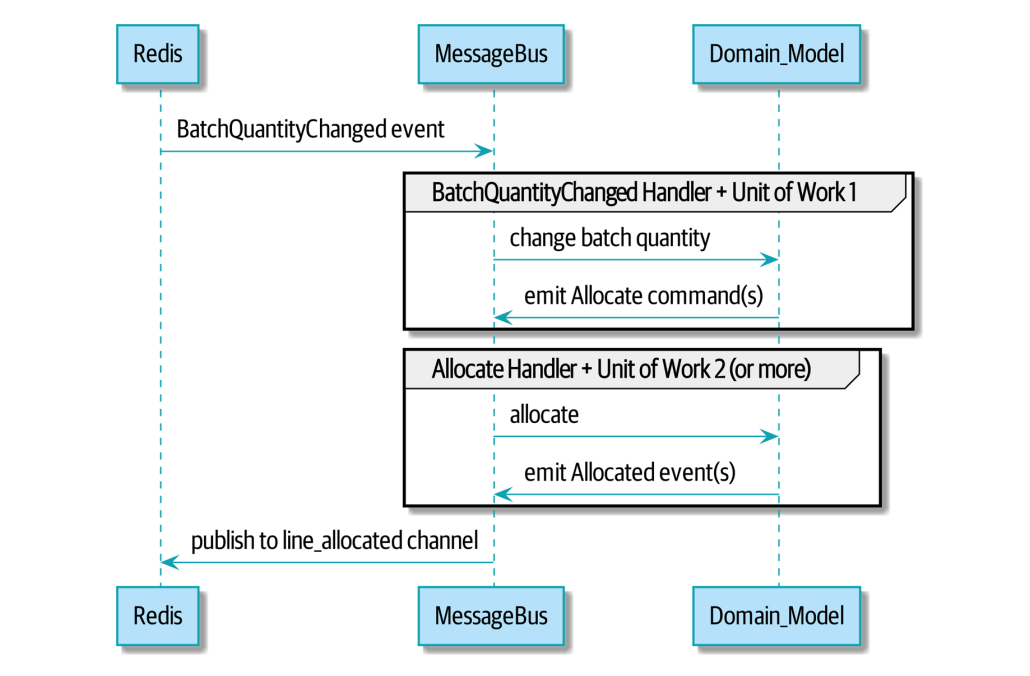 Redis
MessageBus
Domain_Model
BatchQuantityChanged event
BatchQuantityChanged Handler + Unit of Work 1
change batch quantity
emit Allocate command(s)
Allocate Handler + Unit of Work 2 (or more)
allocate
emit Allocated event(s)
publish to line_allocated channel
Redis
MessageBus
Domain_Model